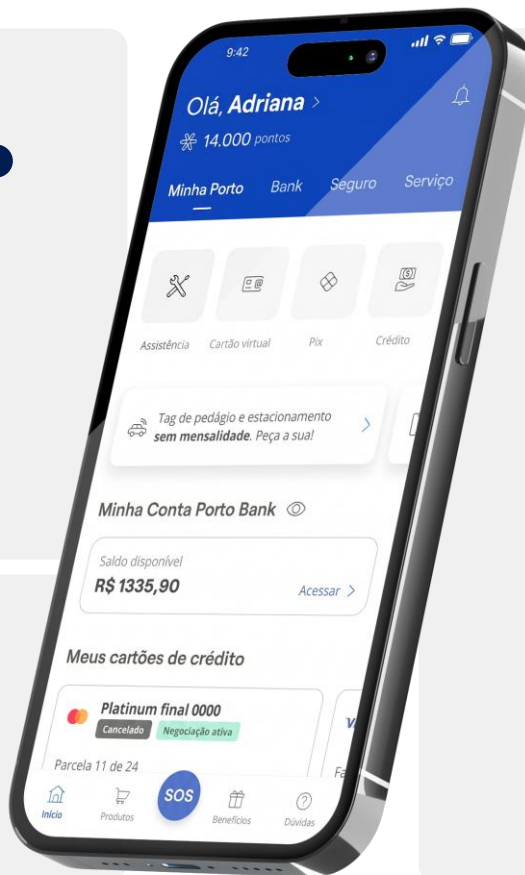 9:42
Olá, Adriana >
14.000 pontos
Minha Porto Bank Seguro Serviço
Assistência Cartão virtual Pix Crédito
Tag de pedágio e estacionamento
sem mensalidade. Peça a sua!
Minha Conta Porto Bank
Saldo disponível
R$ 1335,90
Acessar >
Meus cartões de crédito
Platinum final 0000
Cancelado Negociação ativa
Parcela 11 de 24
SOS
Início Produtos Benefícios Dúvidas